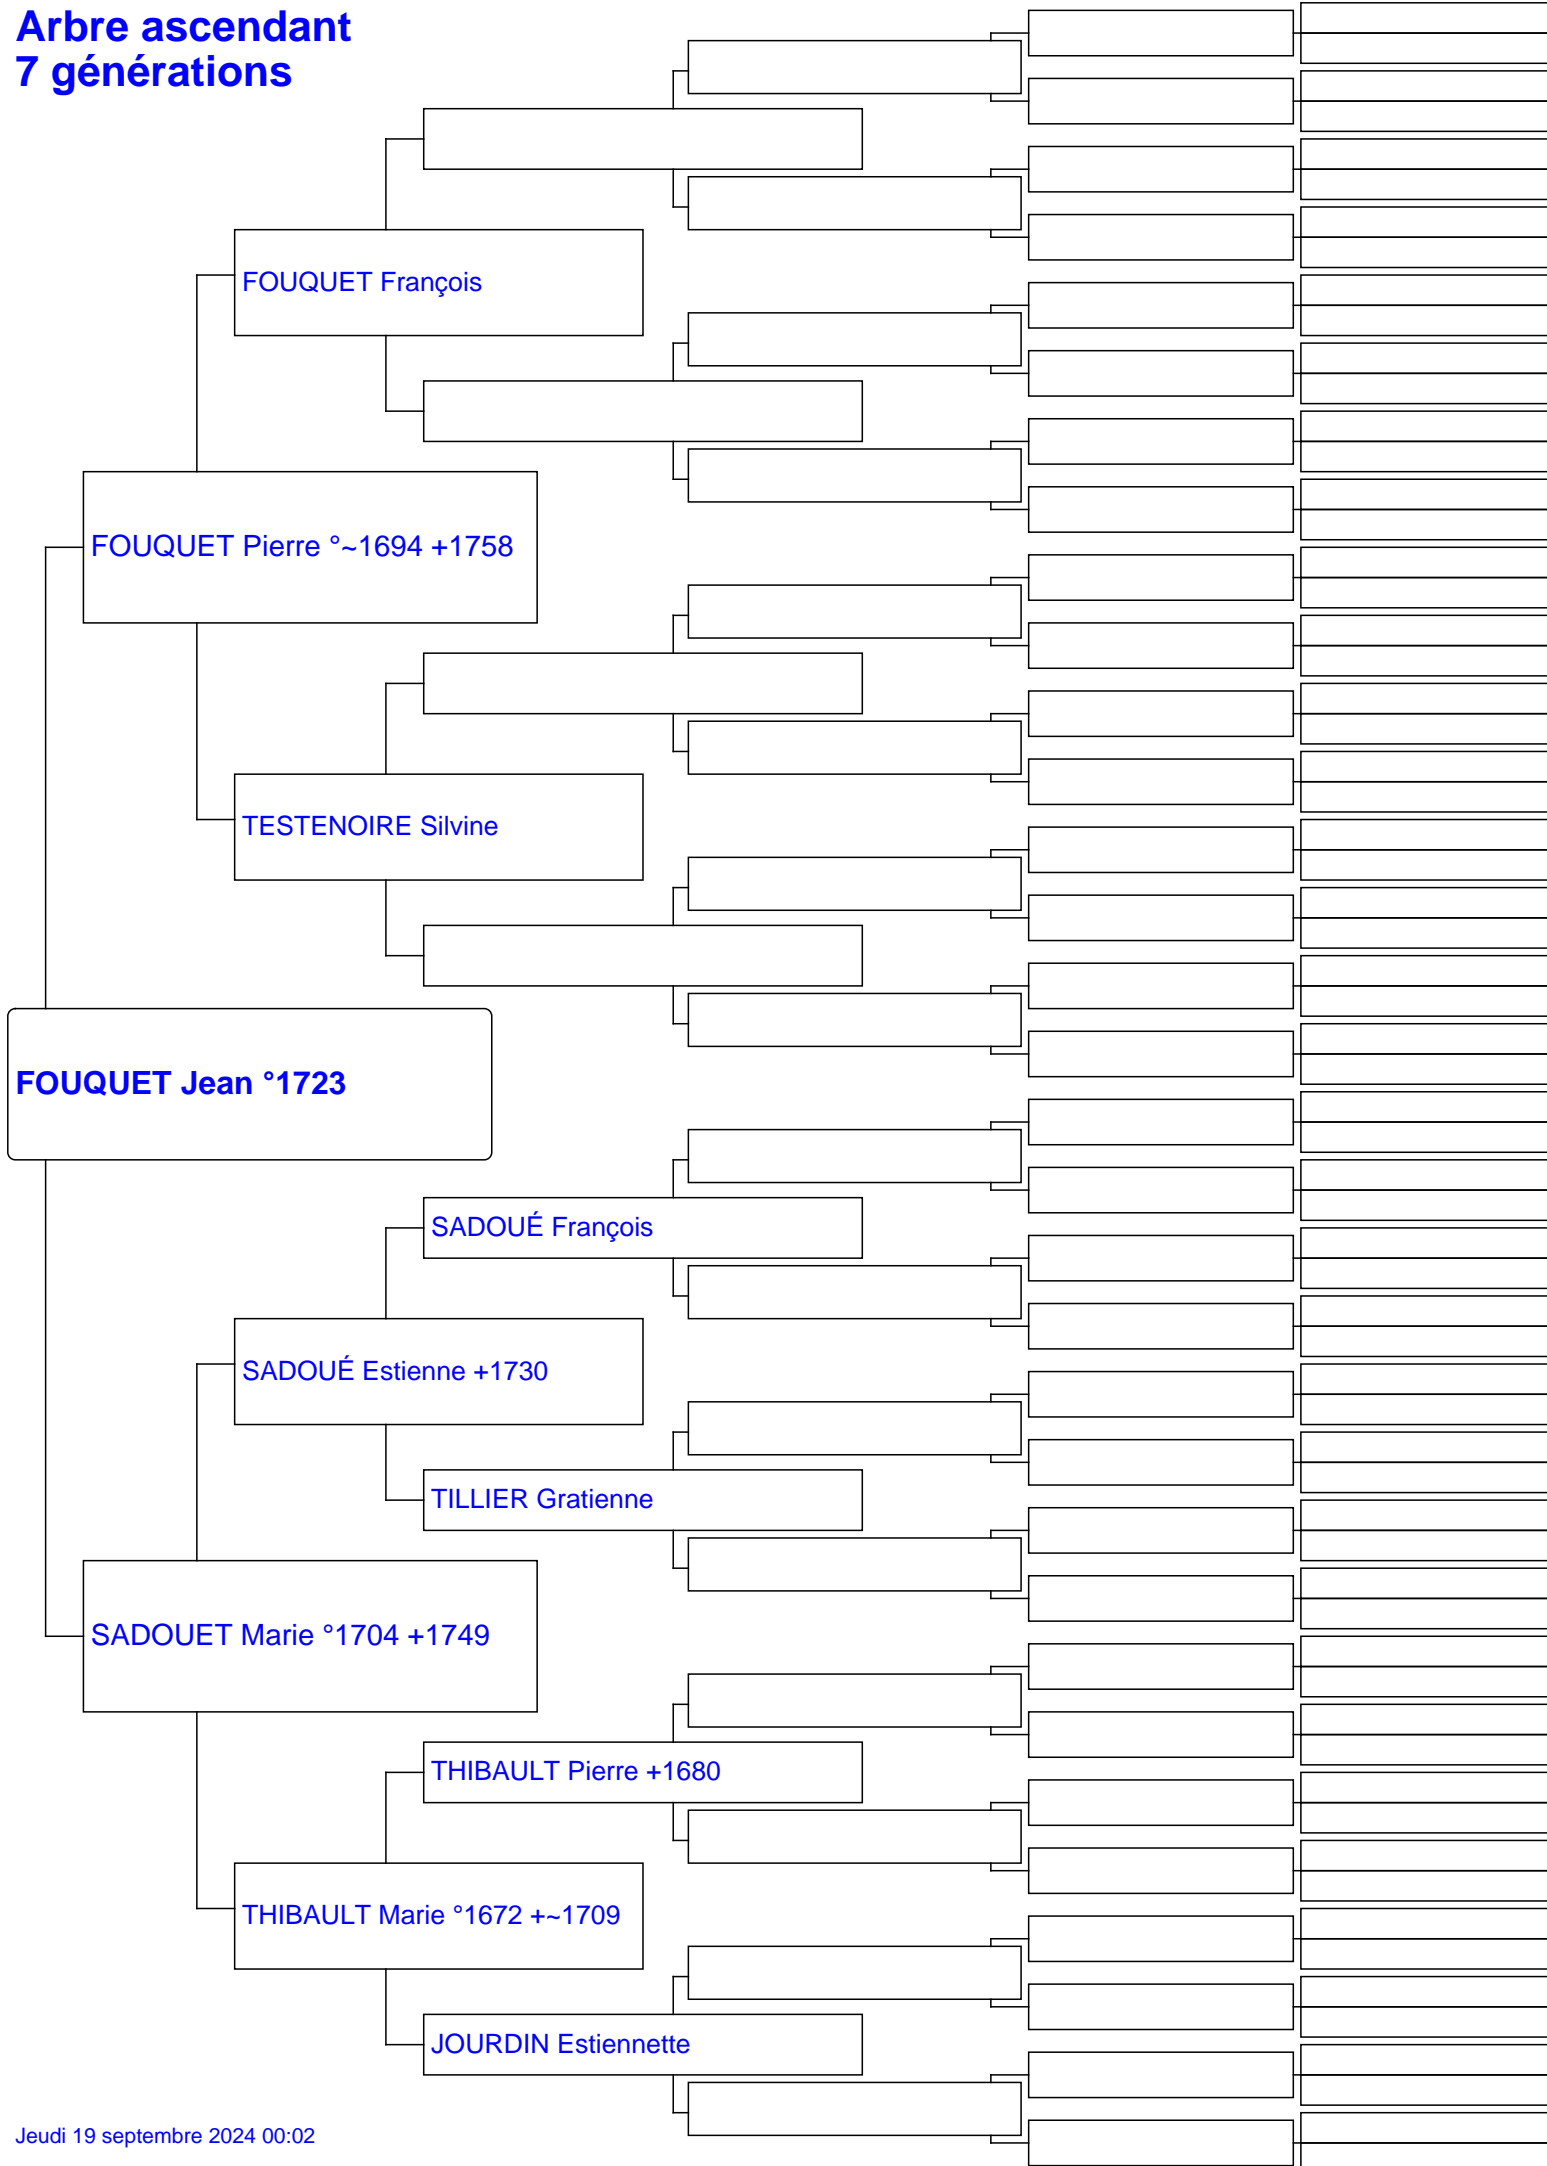 Arbre ascendant
7 générations
FOUQUET François
FOUQUET Pierre °~1694 +1758
TESTENOIRE Silvine
FOUQUET Jean °1723
SADOUÉ François
SADOUÉ Estienne +1730
TILLIER Gratienne
SADOUET Marie °1704 +1749
THIBAULT Pierre +1680
THIBAULT Marie °1672 +~1709
JOURDIN Estiennette
Jeudi 19 septembre 2024 00:02